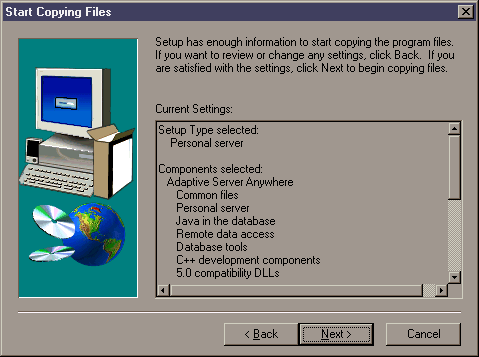 Start Copying Files
Setup has enough information to start copying the program files.
If you want to review or change any settings, click Back.  If you
are satisfied with the settings, click Next to begin copying files.
Current Settings:
Setup Type selected:
Personal server
Components selected:
Adaptive Server Anywhere
Common files
Personal server
Java in the database
Remote data access
Database tools
C++ development components
5.0 compatibility DLLs
< Back
Next >
Cancel